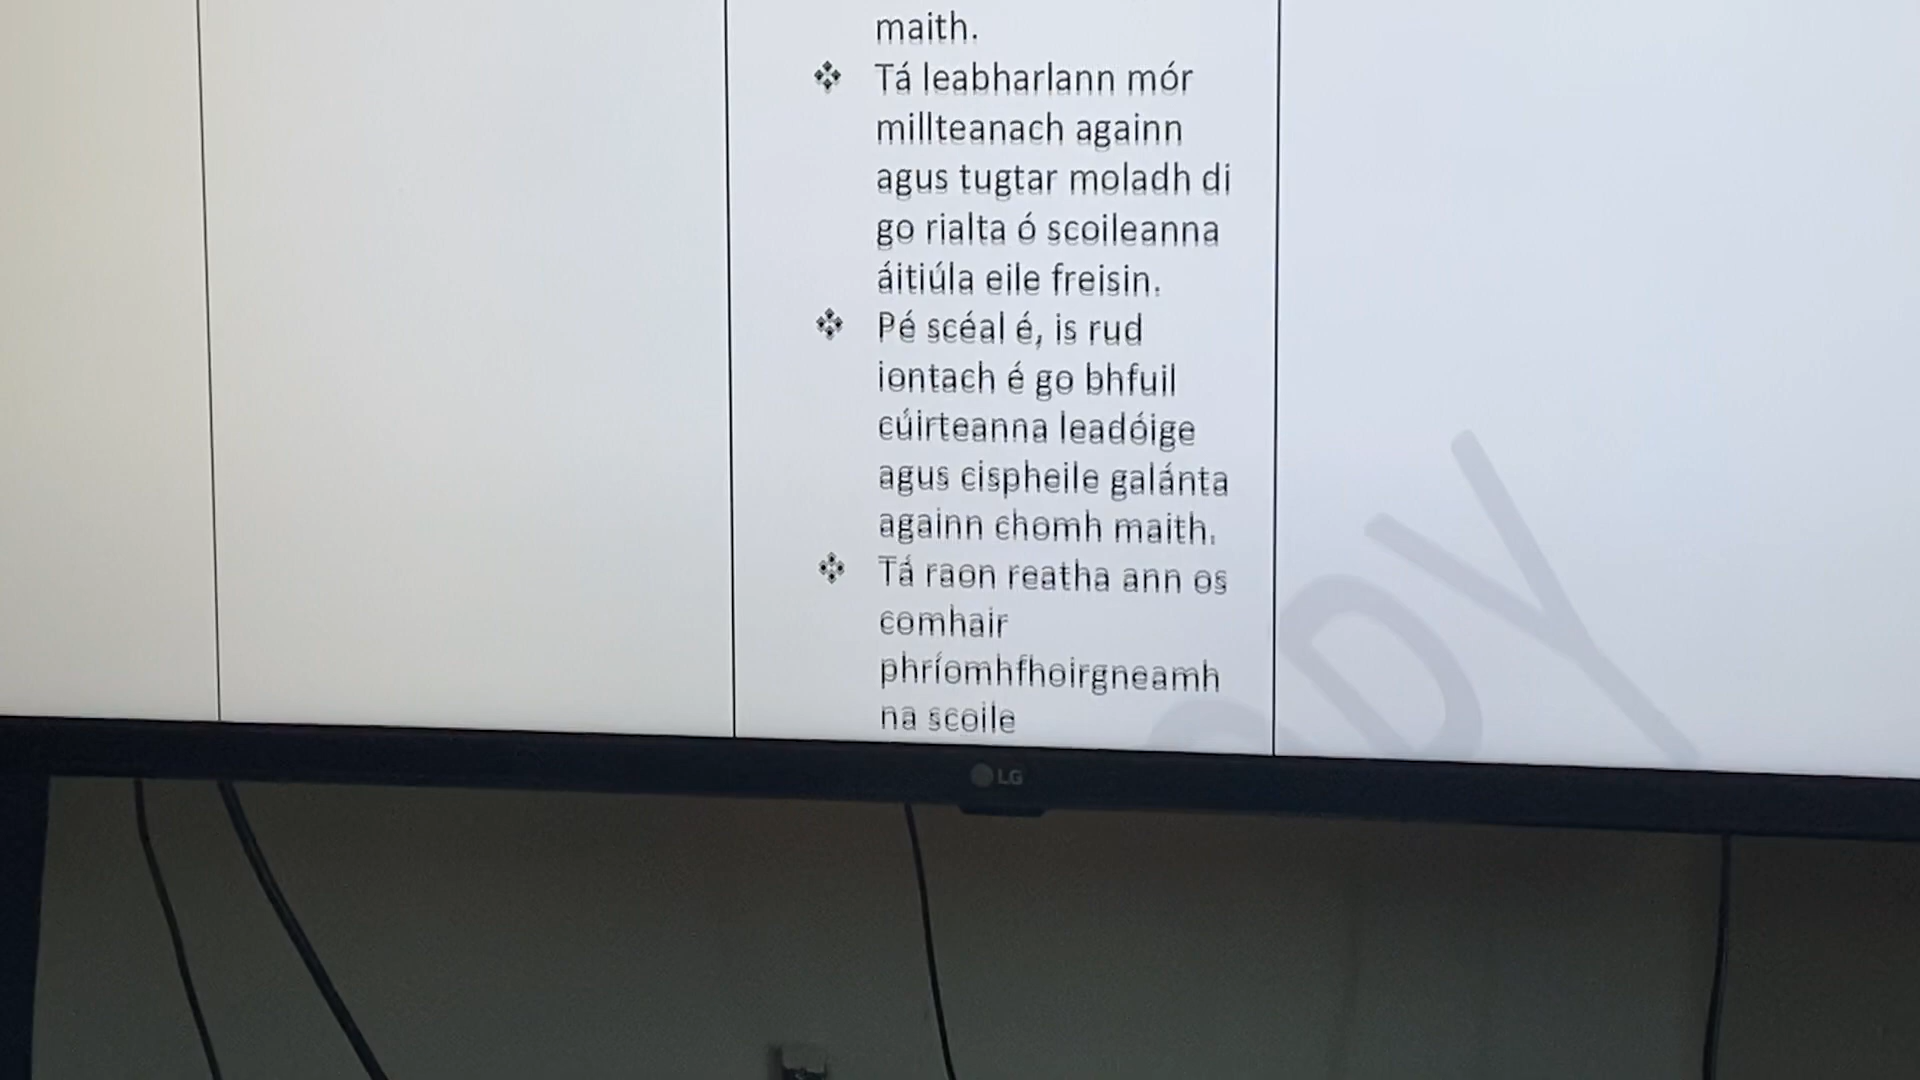 maith.
❖ Tá leabharlann mór
millteanach againn
agus tugtar moladh di
go rialta ó scoileanna
áitiúla eile freisin.
❖ Pé scéal é, is rud
iontach é go bhfuil
cúirteanna leadóige
agus cispheile galánta
againn chomh maith.
❖ Tá raon reatha ann os
comhair
phríomhfhoirgneamh
na scoile
LG